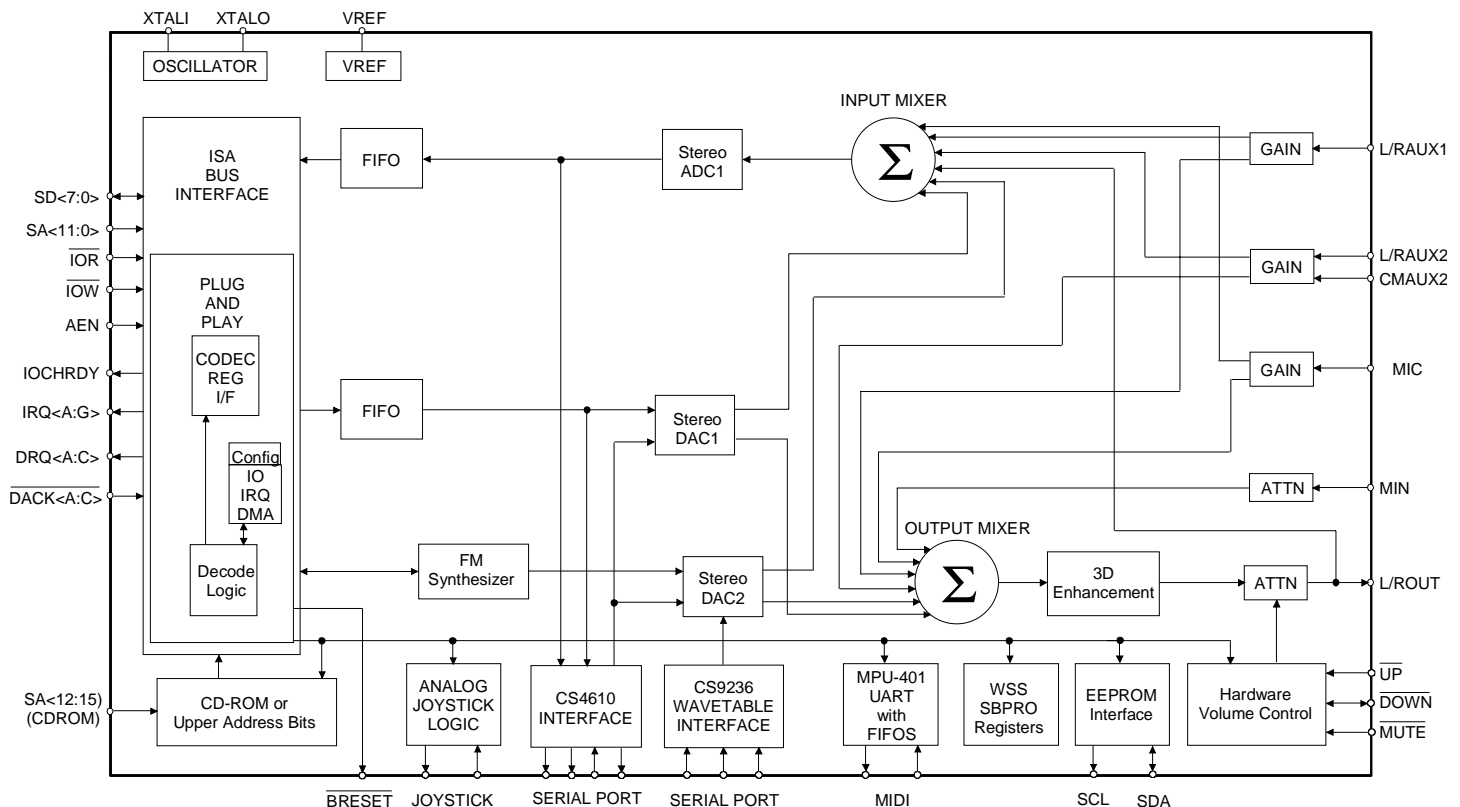 XTALI XTALO VREF
OSCILLATOR VREF
INPUT MIXER
ISA
BUS
INTERFACE
FIFO
Stereo
ADC1
Σ
GAIN
L/RAUX1
SD<7:0>
SA<11:0>
IOR
IOW
AEN
IOCHRDY
IRQ<A:G>
DRQ<A:C>
DACK<A:C>
PLUG
AND
PLAY
CODEC
REG
I/F
Config
IO
IRQ
DMA
Decode
Logic
GAIN
L/RAUX2
CMAUX2
GAIN
MIC
FIFO
Stereo
DAC1
ATTN
MIN
OUTPUT MIXER
FM
Synthesizer
Stereo
DAC2
Σ
3D
Enhancement
ATTN
L/ROUT
SA<12:15)
(CDROM)
CD-ROM or
Upper Address Bits
ANALOG
JOYSTICK
LOGIC
CS4610
INTERFACE
CS9236
WAVETABLE
INTERFACE
MPU-401
UART
with
FIFOS
WSS
SBPRO
Registers
EEPROM
Interface
Hardware
Volume Control
UP
DOWN
MUTE
BRESET JOYSTICK SERIAL PORT SERIAL PORT MIDI SCL SDA